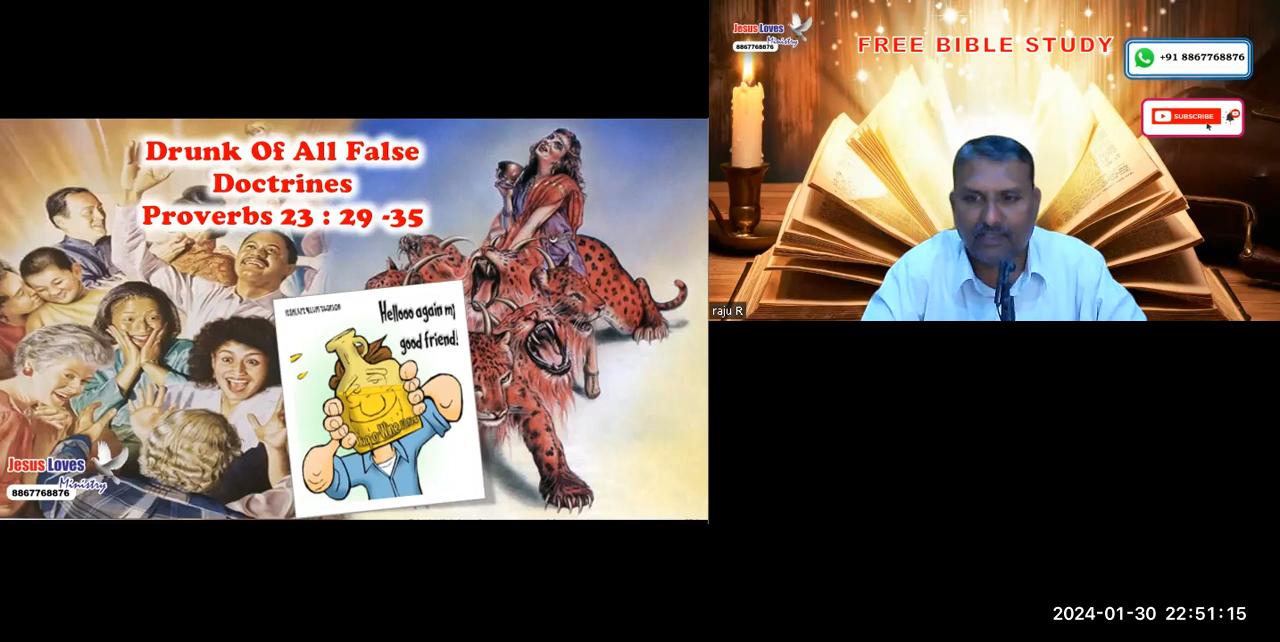 Drunk Of All False
Doctrines
Proverbs 23 : 29 -35
Hellooo again my
good friend!
Jesus Loves
Ministry
8867768876
Jesus Loves
Ministry
8867768876
FREE BIBLE STUDY
+91 8867768876
SUBSCRIBE
raju R
2024-01-30 22:51:15